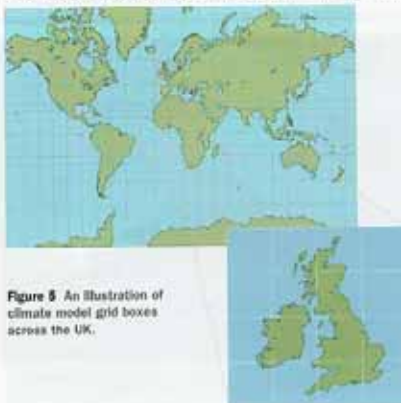 Figure 5 An illustration of
climate model grid boxes
across the UK.